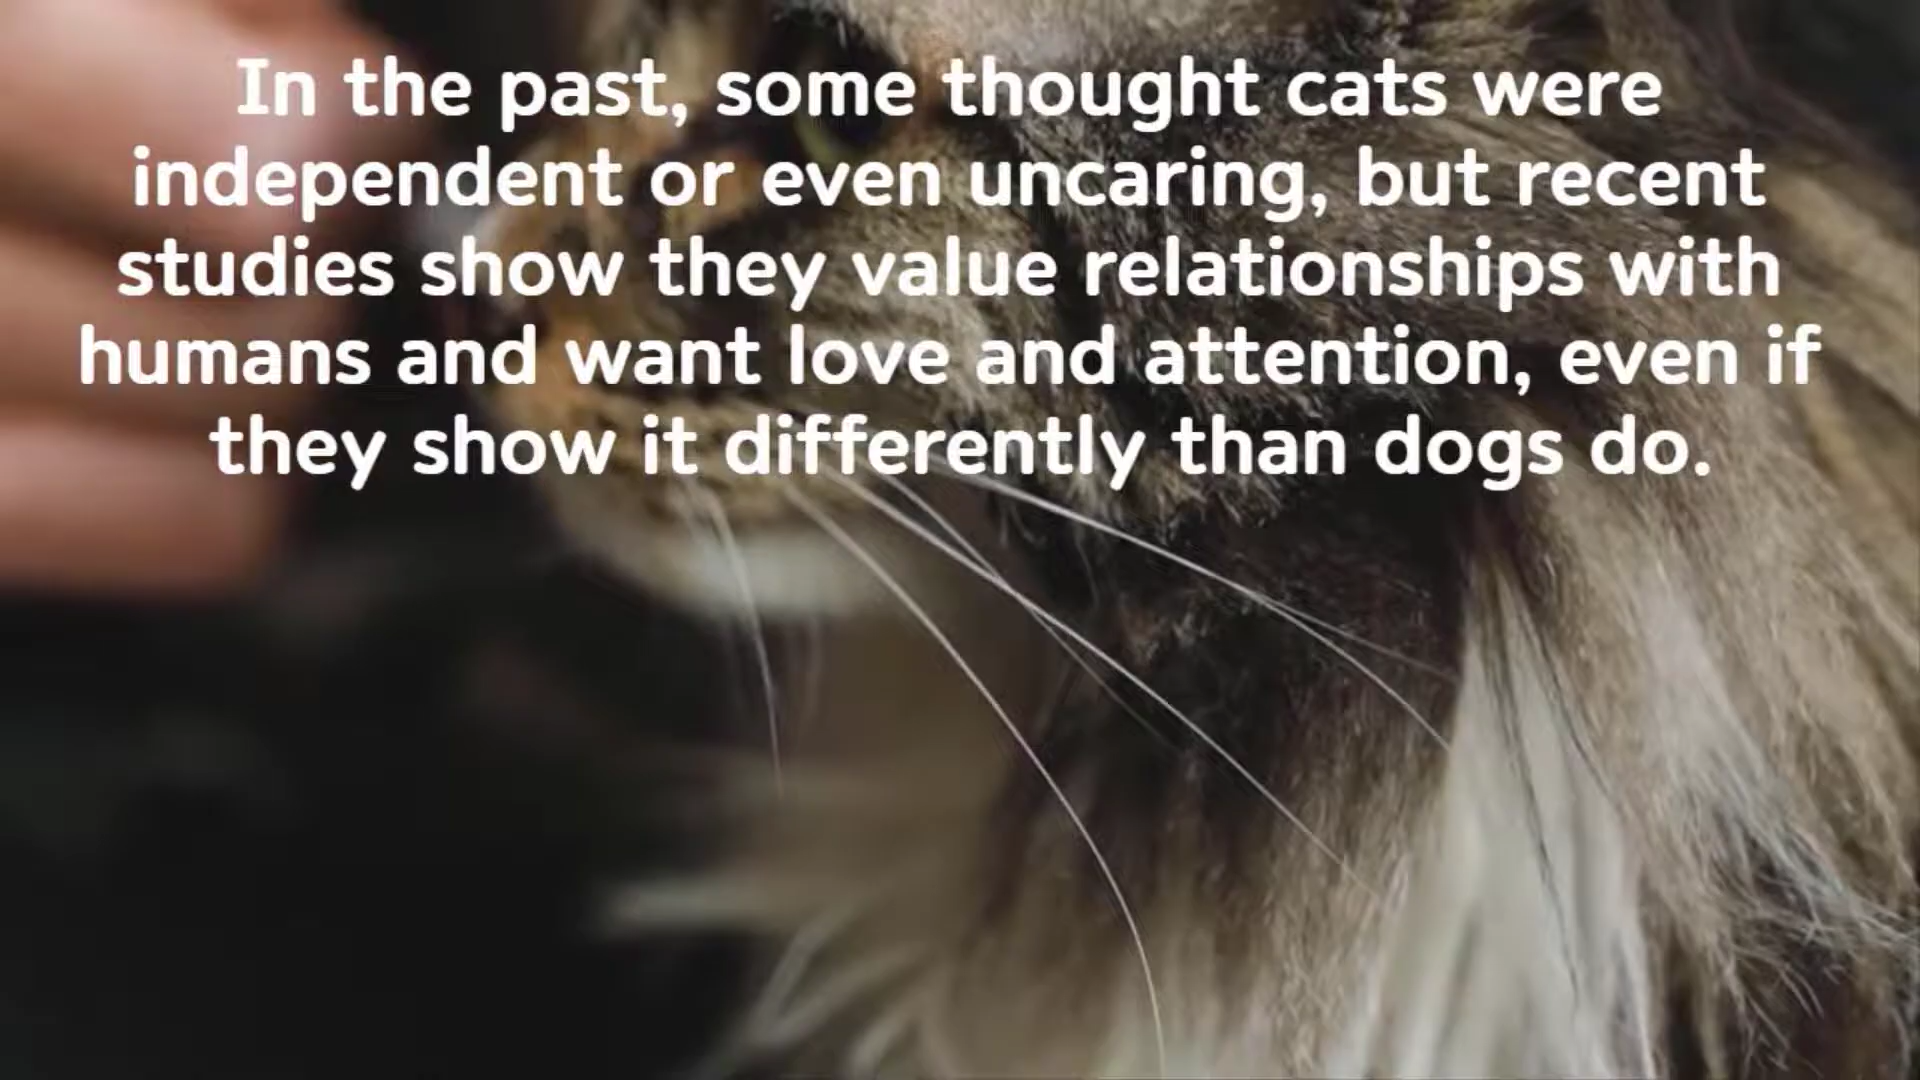 In the past, some thought cats were
independent or even uncaring, but recent
studies show they value relationships with
humans and want love and attention, even if
they show it differently than dogs do.